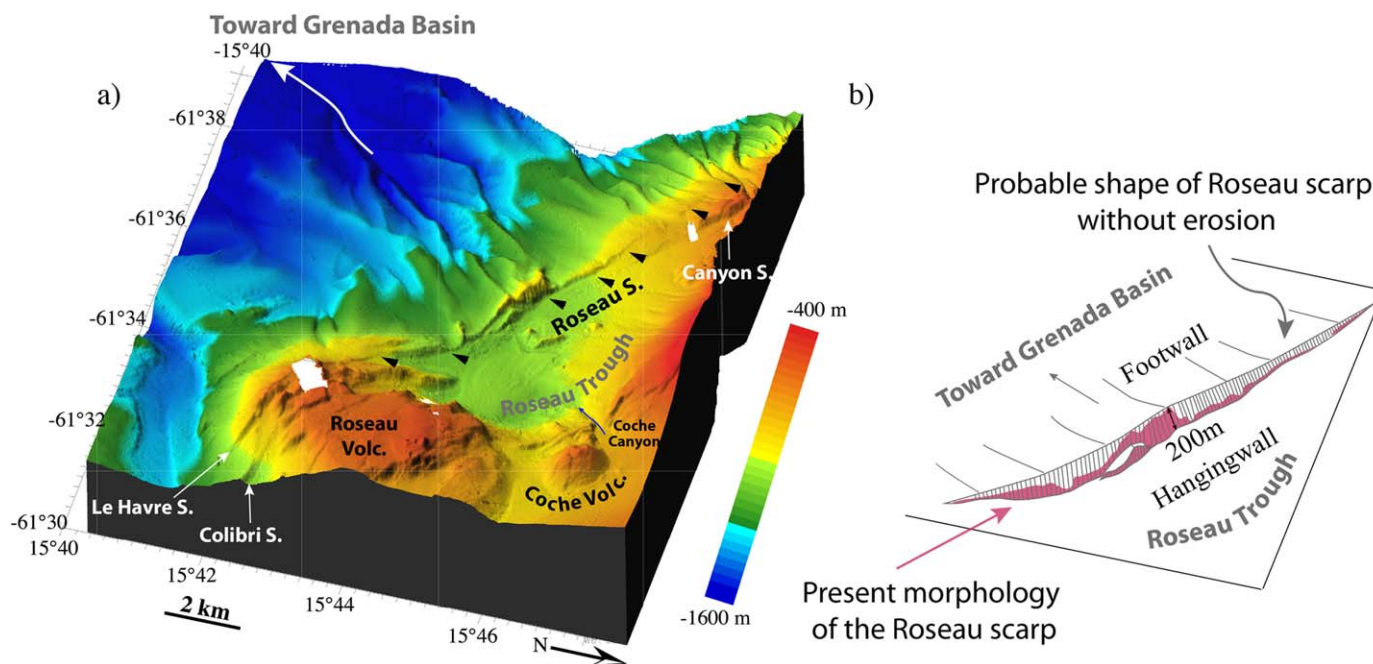 Toward Grenada Basin
a)
-15°40
-61°38
-61°36
-61°34
-61°32
-61°30
15°40
15°42
15°44
15°46
2 km
N
Canyon S.
Roseau S.
Roseau Trough
Coche
Canyon
Roseau
Volc.
Coche Volc.
Le Havre S.
Colibri S.
-400 m
-1600 m
b)
Probable shape of Roseau scarp
without erosion
Toward Grenada Basin
Footwall
200m
Hangingwall
Roseau Trough
Present morphology
of the Roseau scarp